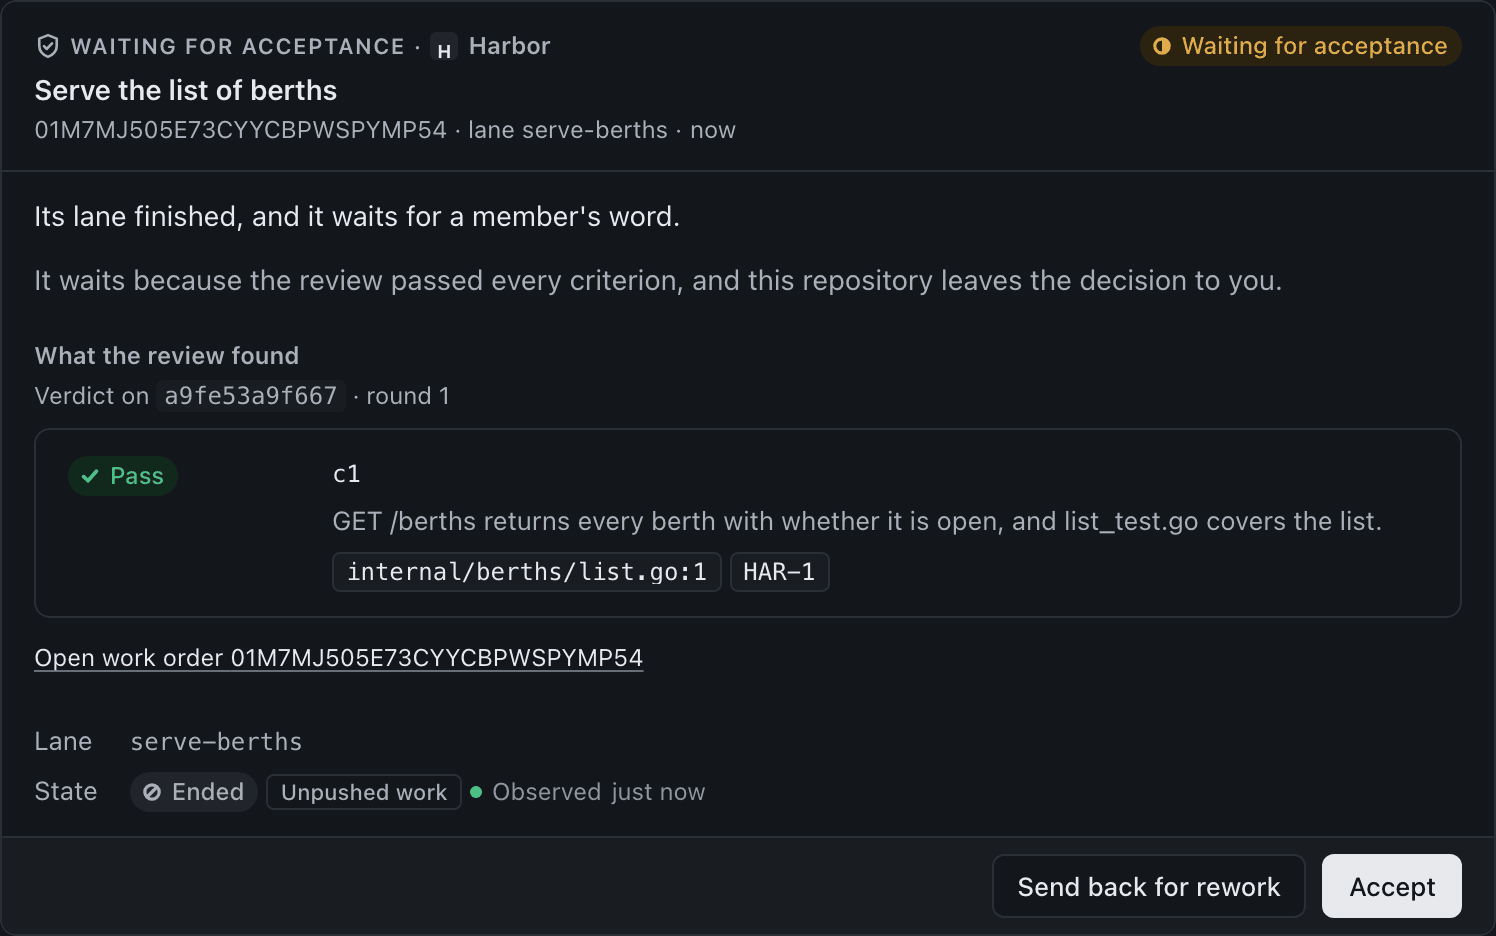 WAITING FOR ACCEPTANCE · H Harbor
Waiting for acceptance
Serve the list of berths
01M7MJ505E73CYYCBPWSPYMP54 · lane serve-berths · now
Its lane finished, and it waits for a member's word.
It waits because the review passed every criterion, and this repository leaves the decision to you.
What the review found
Verdict on a9fe53a9f667 · round 1
Pass
c1
GET /berths returns every berth with whether it is open, and list_test.go covers the list.
internal/berths/list.go:1 HAR-1
Open work order 01M7MJ505E73CYYCBPWSPYMP54
Lane serve-berths
State Ended Unpushed work Observed just now
Send back for rework Accept